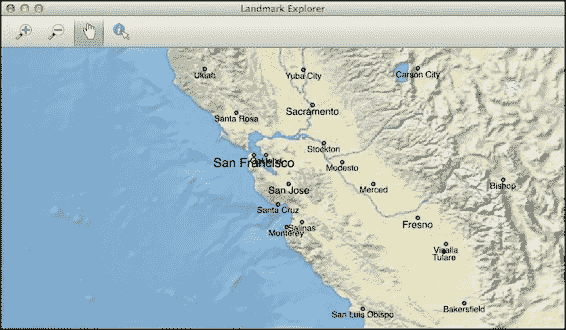 Landmark Explorer
Ukiah
Yuba City
Carson City
Santa Rosa
Sacramento
Stockton
San Francisco
Modesto
San Jose
Merced
Bishop
Santa Cruz
Salinas
Monterey
Fresno
Visalia
Tulare
San Luis Obispo
Bakersfield